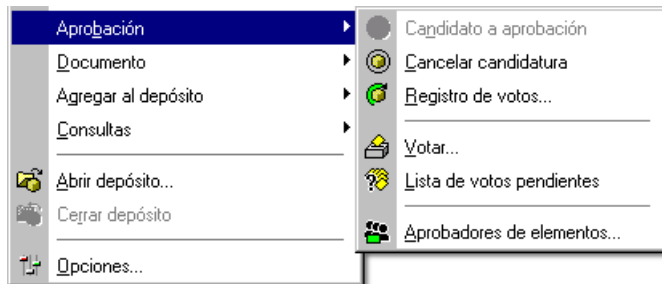 Aprobación
Documento
Agregar al depósito
Consultas
Abrir depósito...
Cerrar depósito
Opciones...
Candidato a aprobación
Cancelar candidatura
Registro de votos...
Votar...
Lista de votos pendientes
Aprobadores de elementos...